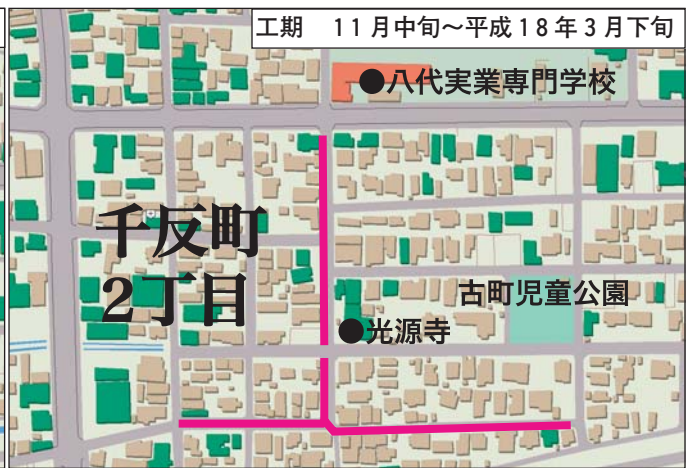 工期 11月中旬～平成18年3月下旬
●八代実業専門学校
千反町
2丁目
古町児童公園
●光源寺